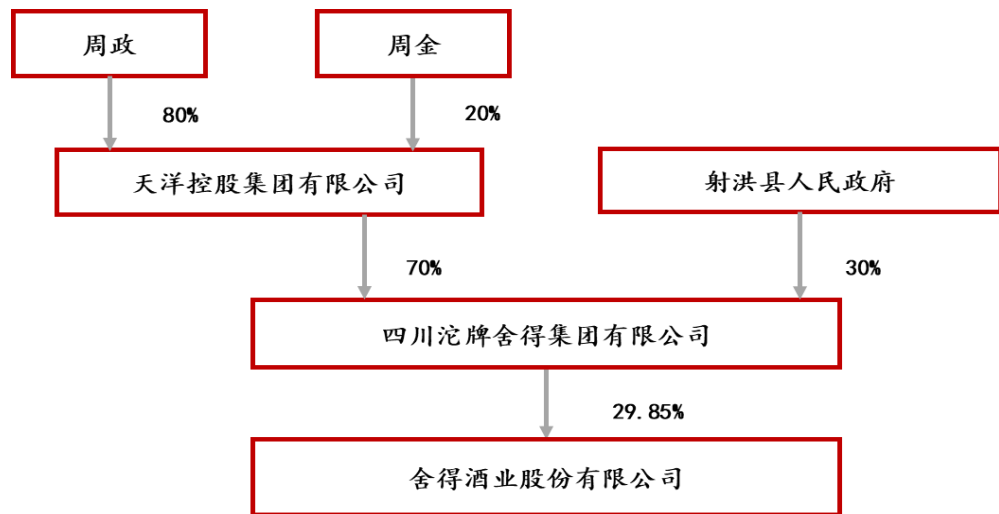 周政
周金
80%
20%
天洋控股集团有限公司
射洪县人民政府
70%
30%
四川沱牌舍得集团有限公司
29.85%
舍得酒业股份有限公司